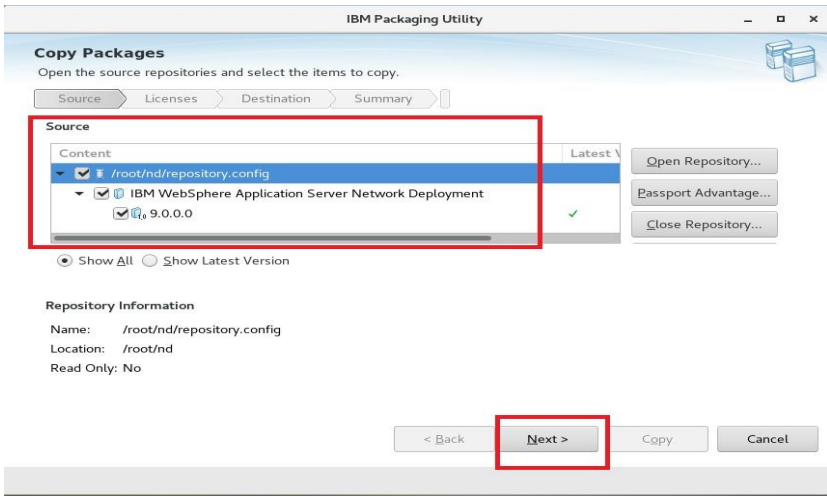 IBM Packaging Utility
Copy Packages
Open the source repositories and select the items to copy.
Source Licenses Destination Summary
Source
Content Latest V
/root/nd/repository.config
IBM WebSphere Application Server Network Deployment
9.0.0.0
Open Repository...
Passport Advantage...
Close Repository...
Show All Show Latest Version
Repository Information
Name: /root/nd/repository.config
Location: /root/nd
Read Only: No
< Back Next > Copy Cancel